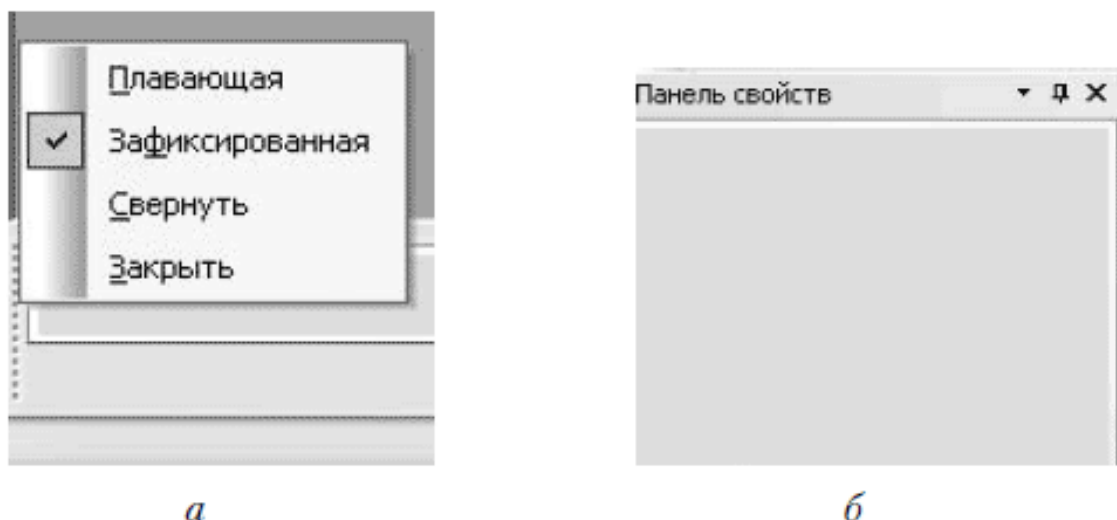 Плавающая
Зафиксированная
Свернуть
Закрыть
Панель свойств
а
б